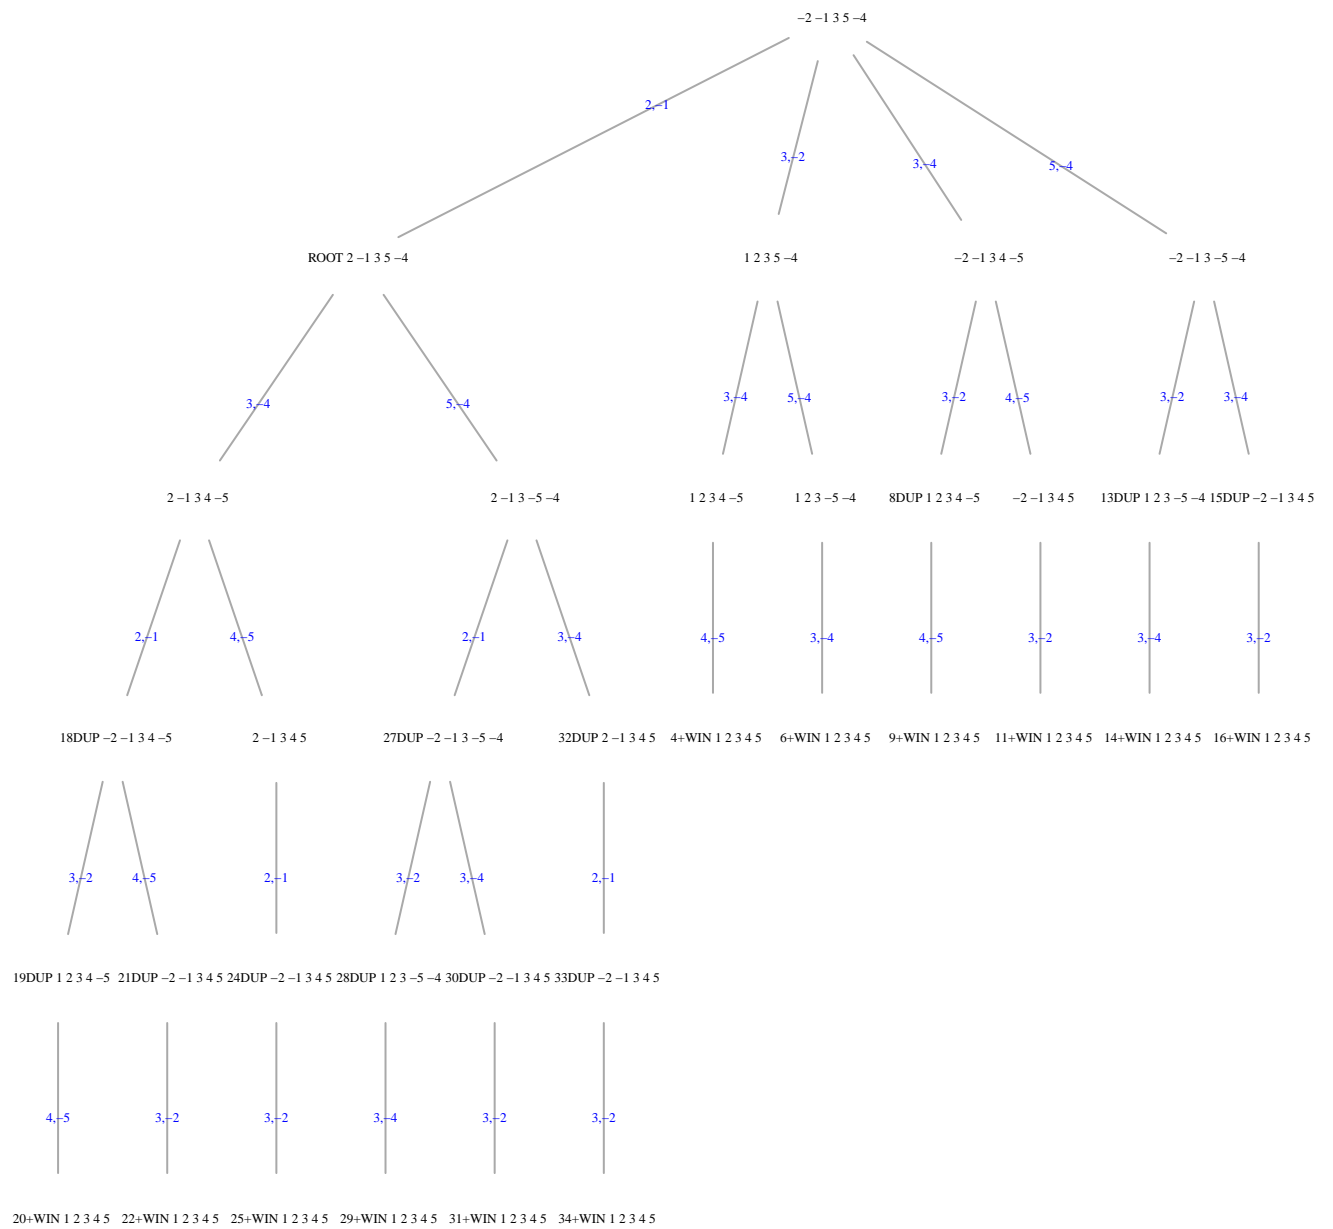 −2 −1 3 5 −4
2,−1
3,−2
3,−4
5,−4
ROOT 2 −1 3 5 −4
1 2 3 5 −4
−2 −1 3 4 −5
−2 −1 3 −5 −4
3,−4
5,−4
3,−4
5,−4
3,−2
4,−5
3,−2
3,−4
2 −1 3 4 −5
2 −1 3 −5 −4
1 2 3 4 −5
1 2 3 −5 −4
8DUP 1 2 3 4 −5
−2 −1 3 4 5
13DUP 1 2 3 −5 −4
15DUP −2 −1 3 4 5
2,−1
4,−5
2,−1
3,−4
4,−5
3,−4
4,−5
3,−2
3,−4
3,−2
18DUP −2 −1 3 4 −5
2 −1 3 4 5
27DUP −2 −1 3 −5 −4
32DUP 2 −1 3 4 5
4+WIN 1 2 3 4 5
6+WIN 1 2 3 4 5
9+WIN 1 2 3 4 5
11+WIN 1 2 3 4 5
14+WIN 1 2 3 4 5
16+WIN 1 2 3 4 5
3,−2
4,−5
2,−1
3,−2
3,−4
2,−1
19DUP 1 2 3 4 −5
21DUP −2 −1 3 4 5
24DUP −2 −1 3 4 5
28DUP 1 2 3 −5 −4
30DUP −2 −1 3 4 5
33DUP −2 −1 3 4 5
4,−5
3,−2
3,−2
3,−4
3,−2
3,−2
20+WIN 1 2 3 4 5
22+WIN 1 2 3 4 5
25+WIN 1 2 3 4 5
29+WIN 1 2 3 4 5
31+WIN 1 2 3 4 5
34+WIN 1 2 3 4 5